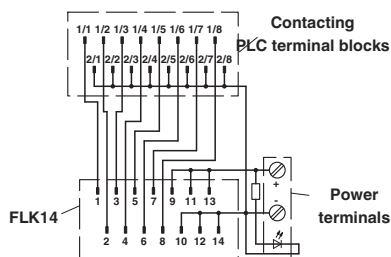 Contacting
PLC terminal blocks
1/1 1/2 1/3 1/4 1/5 1/6 1/7 1/8
2/1 2/2 2/3 2/4 2/5 2/6 2/7 2/8
+
-
Power
terminals
1 3 5 7 9 11 13
FLK14
2 4 6 8 10 12 14